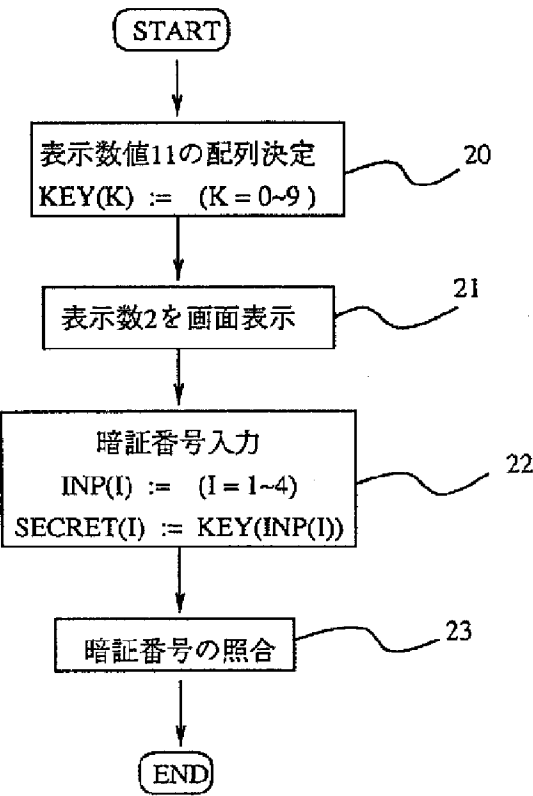 START
表示数値11の配列決定
KEY(K) := (K = 0~9 )
20
表示数2を画面表示
21
暗証番号入力
INP(I) := (I = 1~4)
SECRET(I) := KEY(INP(I))
22
暗証番号の照合
23
END